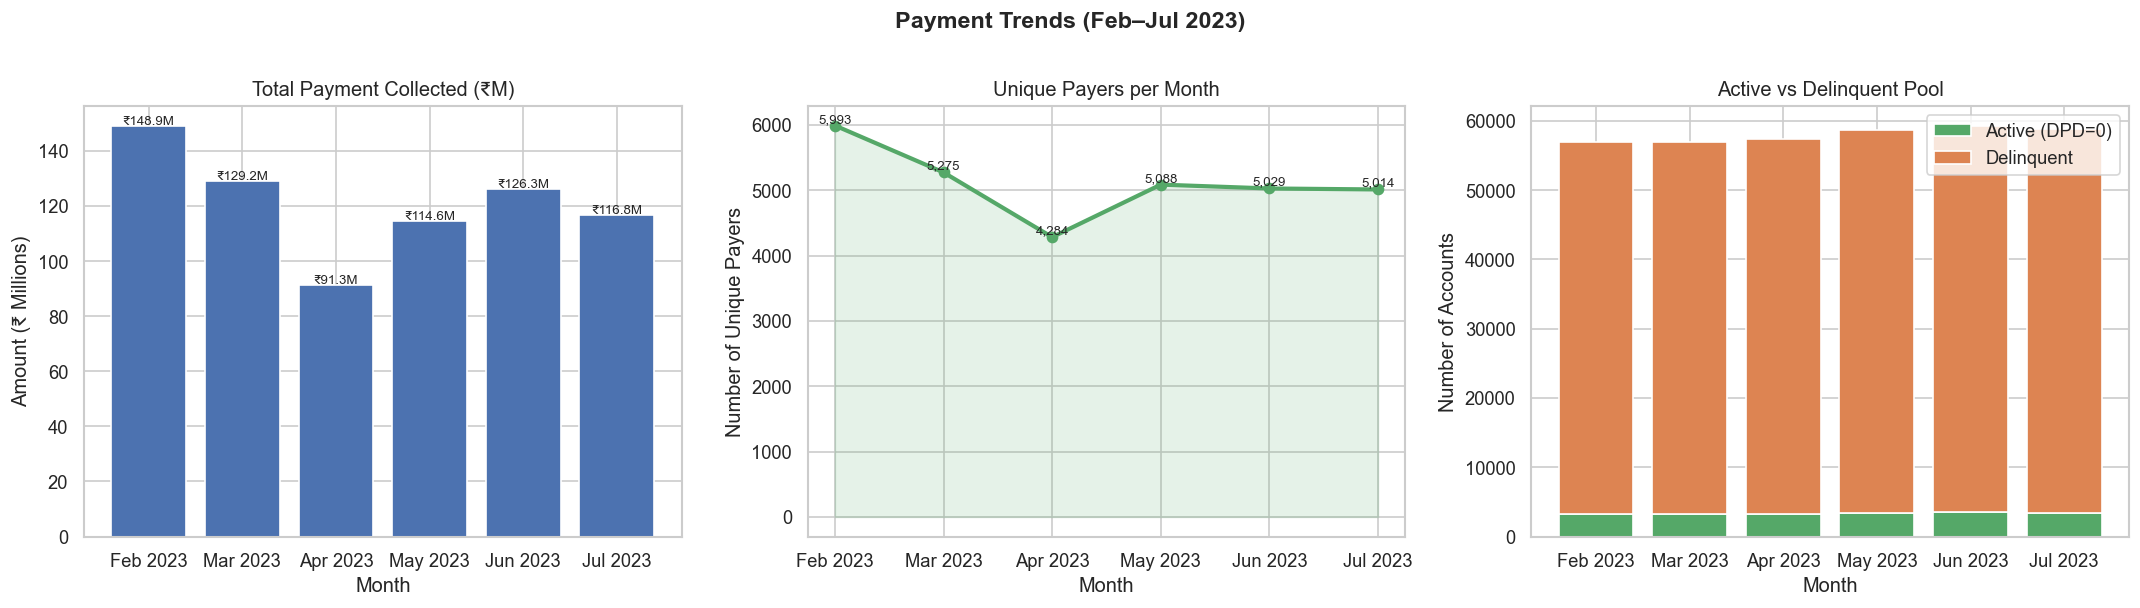 Payment Trends (Feb–Jul 2023)
Total Payment Collected (₹M)
Amount (₹ Millions)
140
120
100
80
60
40
20
0
₹148.9M
₹129.2M
₹91.3M
₹114.6M
₹126.3M
₹116.8M
Feb 2023 Mar 2023 Apr 2023 May 2023 Jun 2023 Jul 2023
Month
Unique Payers per Month
Number of Unique Payers
6000
5000
4000
3000
2000
1000
0
5,993
5,275
4,284
5,088
5,029
5,014
Feb 2023 Mar 2023 Apr 2023 May 2023 Jun 2023 Jul 2023
Month
Active vs Delinquent Pool
Number of Accounts
60000
50000
40000
30000
20000
10000
0
Active (DPD=0)
Delinquent
Feb 2023 Mar 2023 Apr 2023 May 2023 Jun 2023 Jul 2023
Month